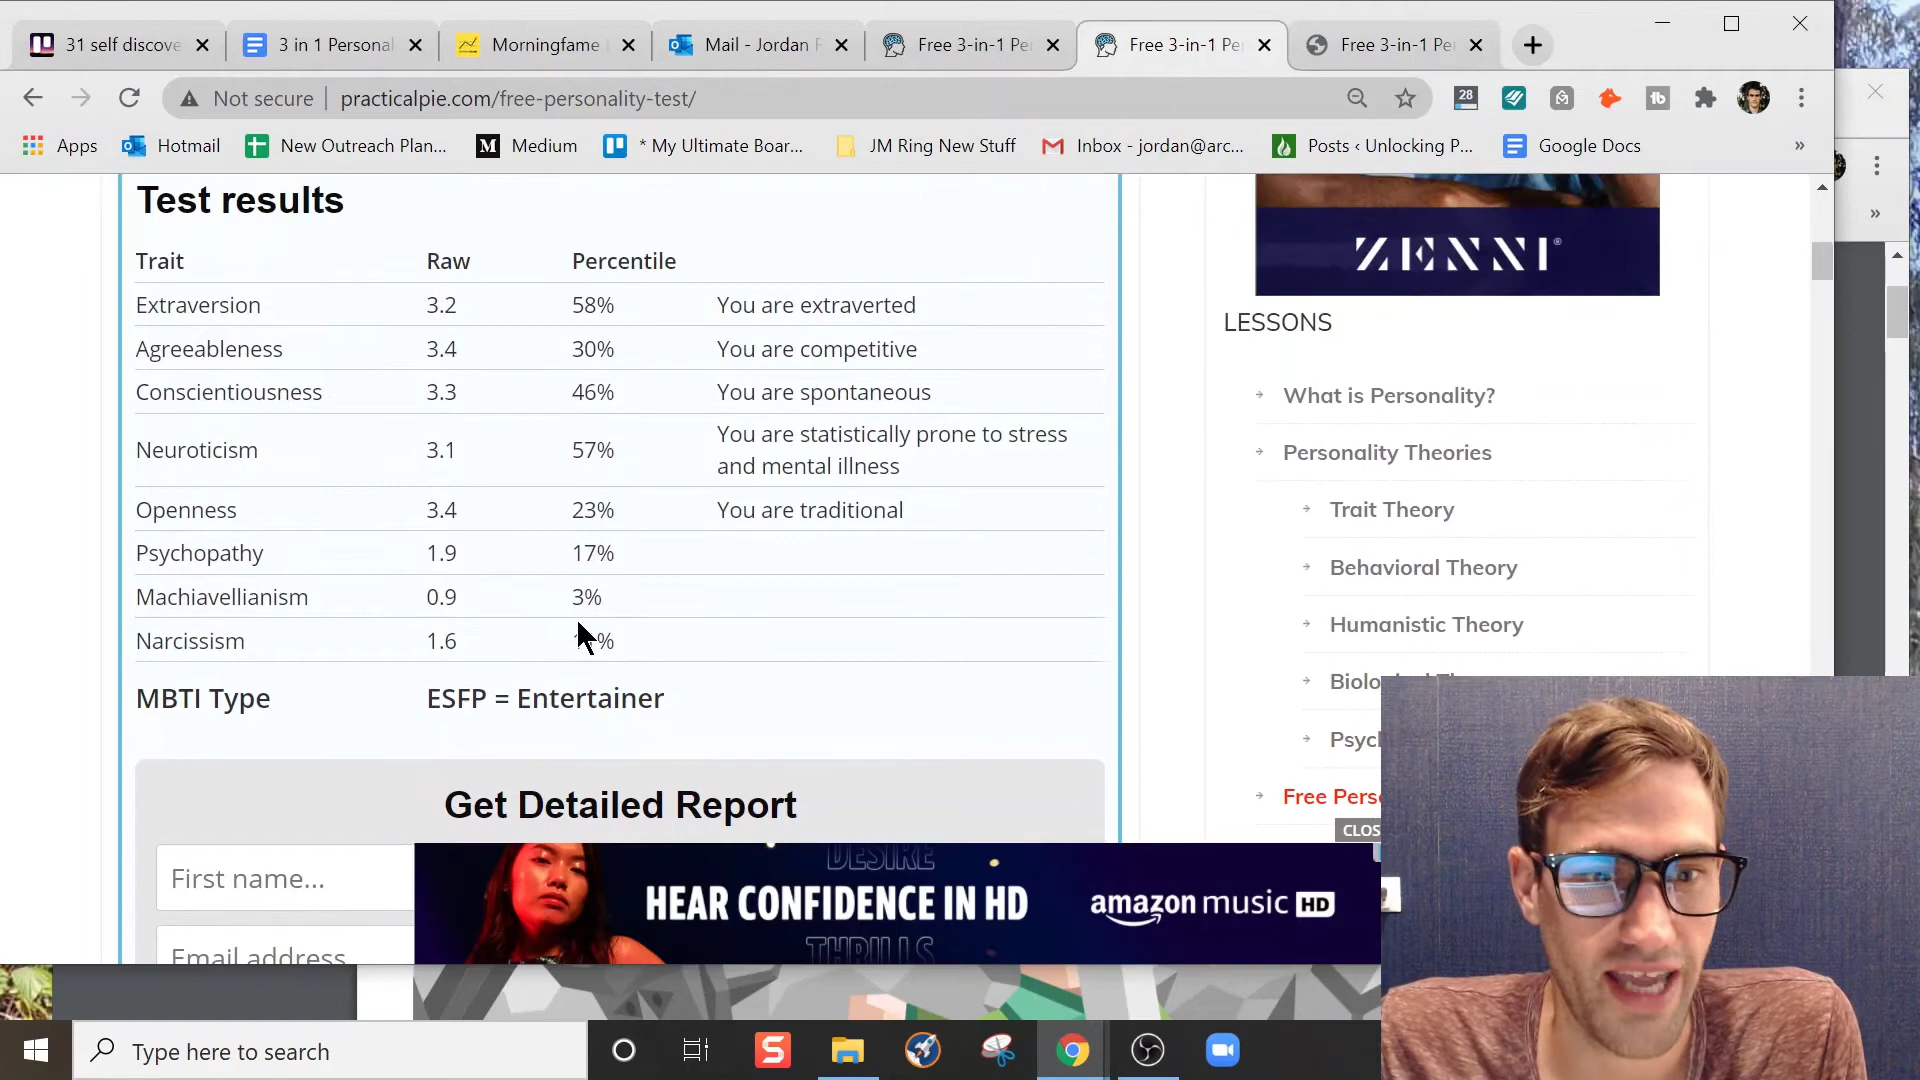 31 self discove
3 in 1 Personal
Morningfame
Mail - Jordan
Free 3-in-1 Pe
Free 3-in-1 Pe
Free 3-in-1 Pe
Not secure
practicalpie.com/free-personality-test/
28
Apps
Hotmail
New Outreach Plan...
M
Medium
* My Ultimate Boar...
JM Ring New Stuff
Inbox - jordan@arc...
Posts ‹ Unlocking P...
Google Docs
»
»
Test results
Trait Raw Percentile
Extraversion 3.2 58% You are extraverted
Agreeableness 3.4 30% You are competitive
Conscientiousness 3.3 46% You are spontaneous
Neuroticism 3.1 57% You are statistically prone to stress
and mental illness
Openness 3.4 23% You are traditional
Psychopathy 1.9 17%
Machiavellianism 0.9 3%
Narcissism 1.6 %
MBTI Type ESFP = Entertainer
Get Detailed Report
First name...
Email address
ZENNI®
LESSONS
What is Personality?
Personality Theories
Trait Theory
Behavioral Theory
Humanistic Theory
Free Pers
CLOS
DESIRE
HEAR CONFIDENCE IN HD
THRILLS
amazon music HD
Type here to search
S